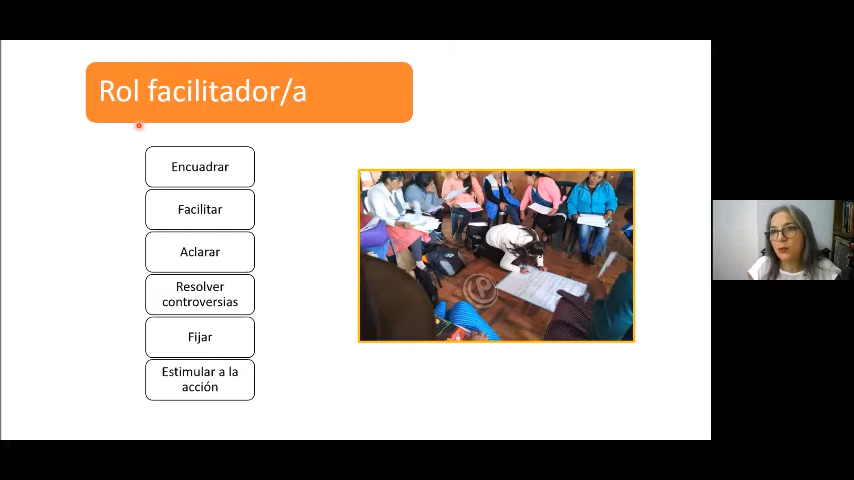 Rol facilitador/a
Encuadrar
Facilitar
Aclarar
Resolver
controversias
Fijar
Estimular a la
acción